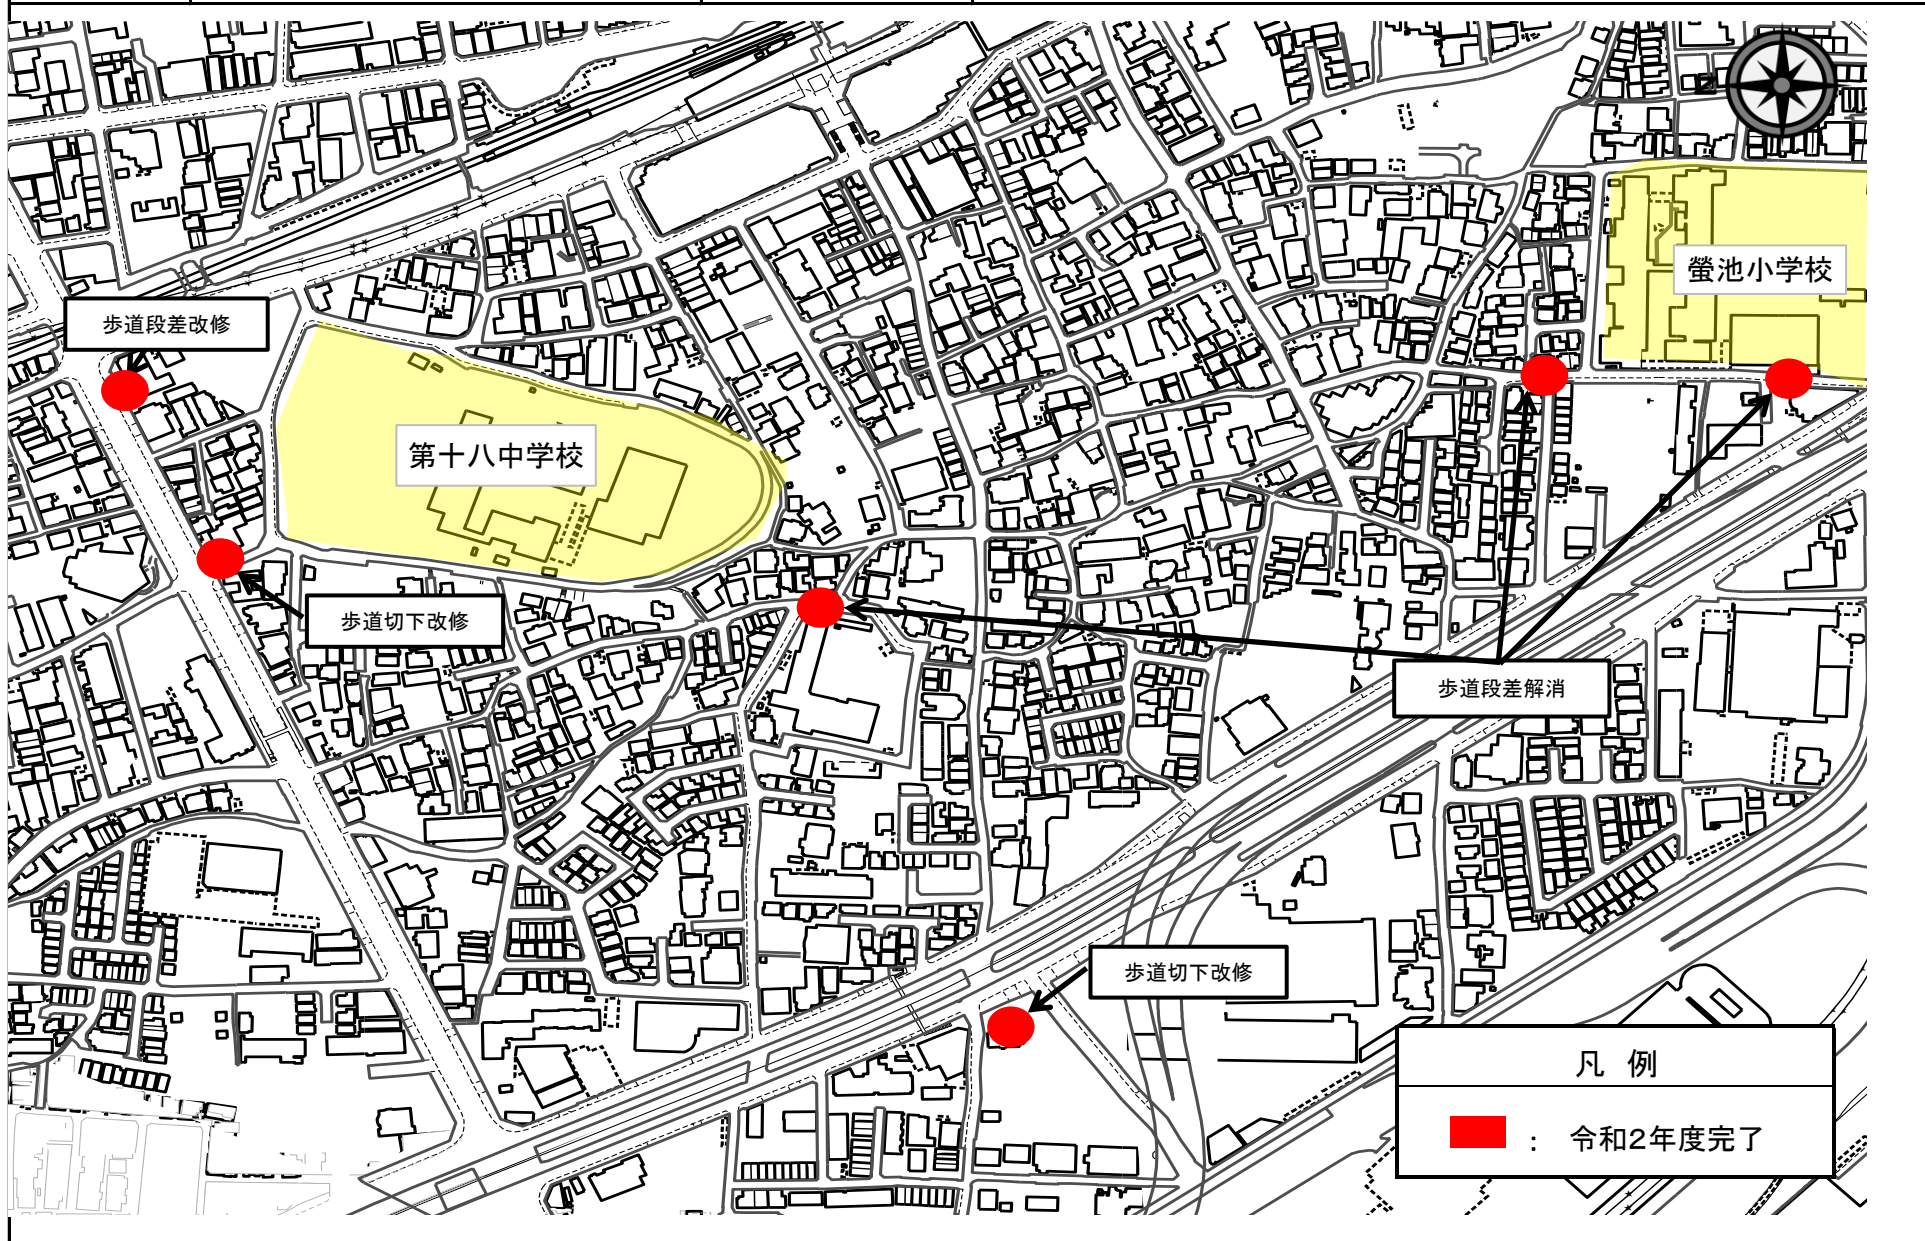 螢池小学校
歩道段差改修
第十八中学校
歩道切下改修
歩道段差解消
歩道切下改修
凡 例
： 令和2年度完了